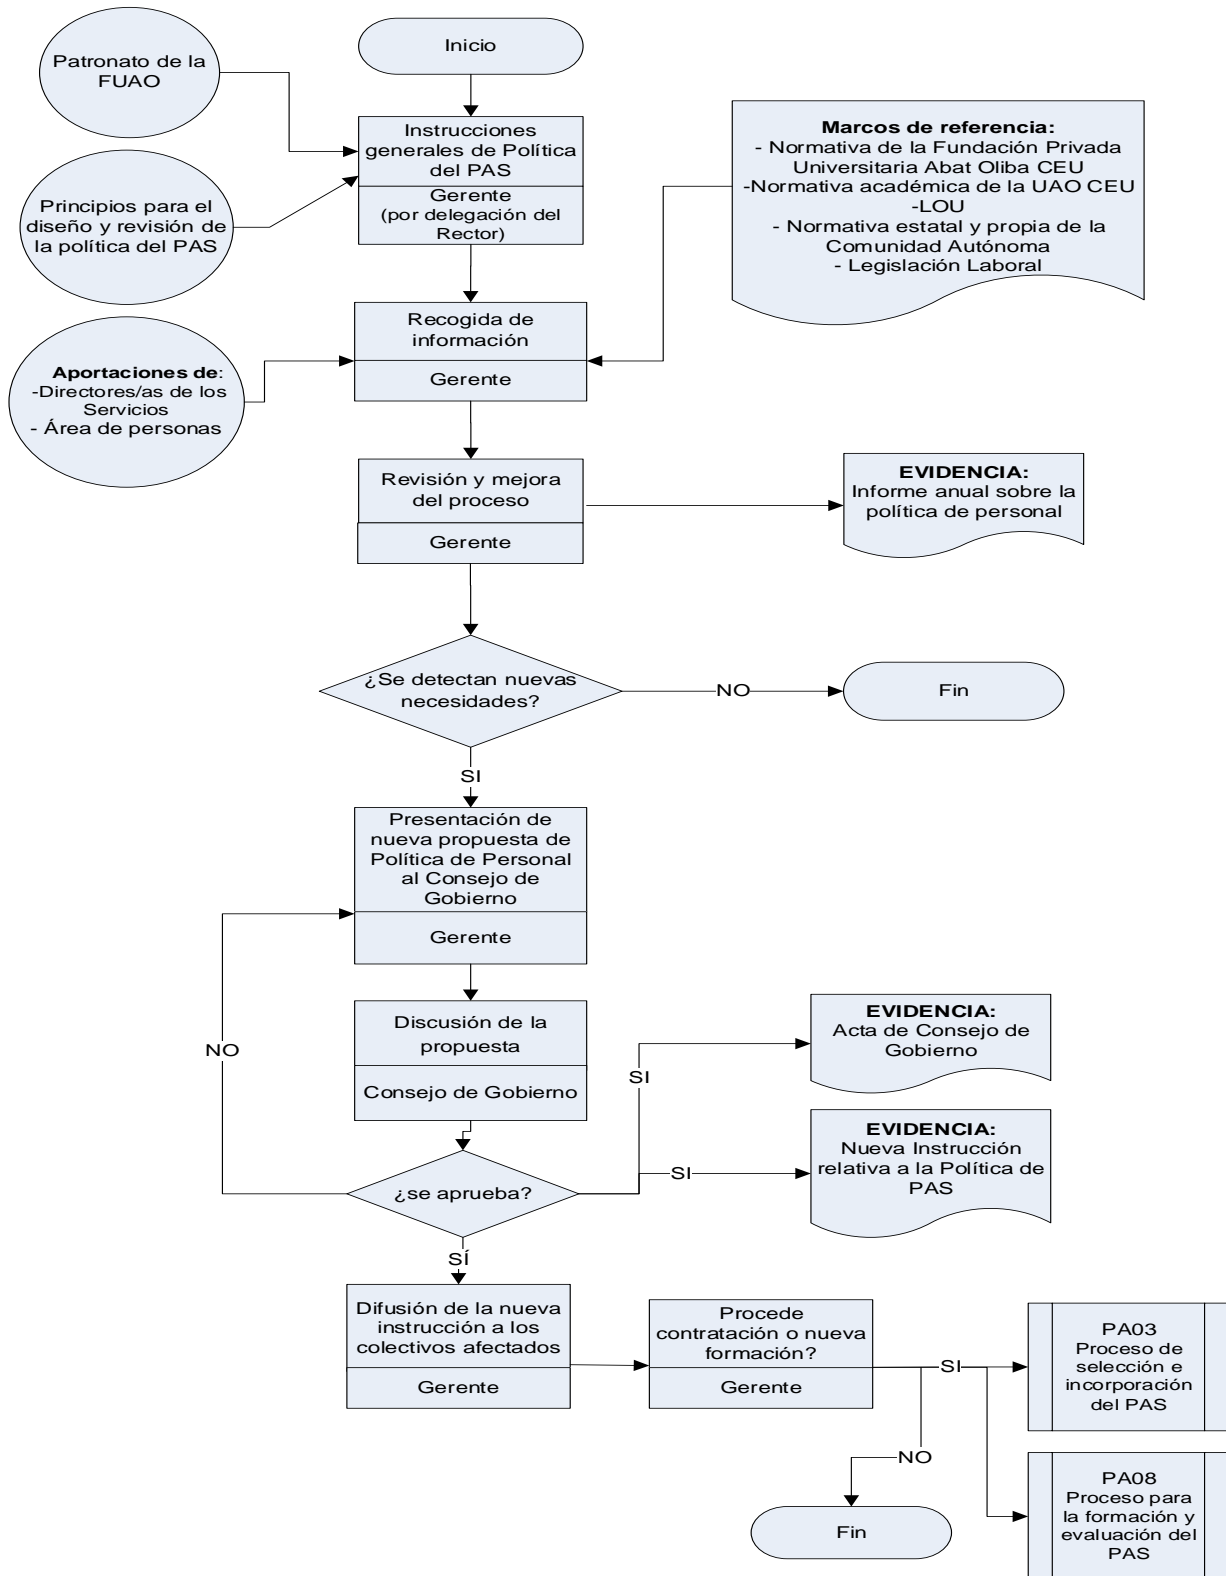 Inicio
Patronato de la
FUAO
Instrucciones
generales de Política
del PAS
Gerente
(por delegación del
Rector)
Principios para el
diseño y revisión de
la política del PAS
Marcos de referencia:
- Normativa de la Fundación Privada
Universitaria Abat Oliba CEU
-Normativa académica de la UAO CEU
-LOU
- Normativa estatal y propia de la
Comunidad Autónoma
- Legislación Laboral
Recogida de
información
Gerente
Aportaciones de:
-Directores/as de los
Servicios
- Área de personas
Revisión y mejora
del proceso
Gerente
EVIDENCIA:
Informe anual sobre la
política de personal
¿Se detectan nuevas
necesidades?
NO
Fin
SI
Presentación de
nueva propuesta de
Política de Personal
al Consejo de
Gobierno
Gerente
Discusión de la
propuesta
Consejo de Gobierno
NO
SI
EVIDENCIA:
Acta de Consejo de
Gobierno
¿se aprueba?
SI
EVIDENCIA:
Nueva Instrucción
relativa a la Política de
PAS
SÍ
Difusión de la nueva
instrucción a los
colectivos afectados
Gerente
Procede
contratación o nueva
formación?
Gerente
SI
PA03
Proceso de
selección e
incorporación
del PAS
NO
Fin
PA08
Proceso para
la formación y
evaluación del
PAS